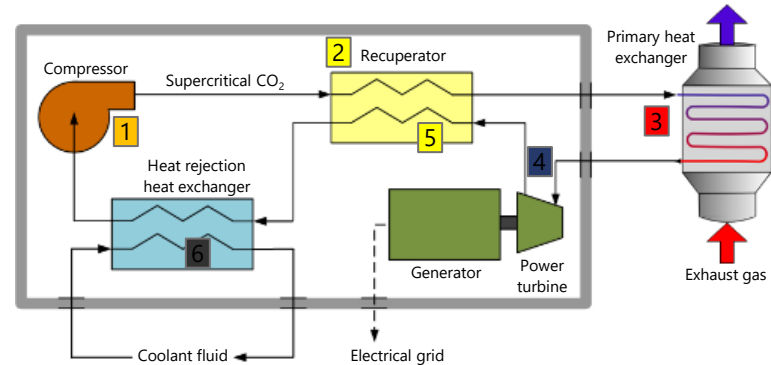 Primary heat
exchanger
2
Recuperator
Compressor
Supercritical CO₂
1
3
5
4
Heat rejection
heat exchanger
6
Generator
Power
turbine
Exhaust gas
Coolant fluid
Electrical grid